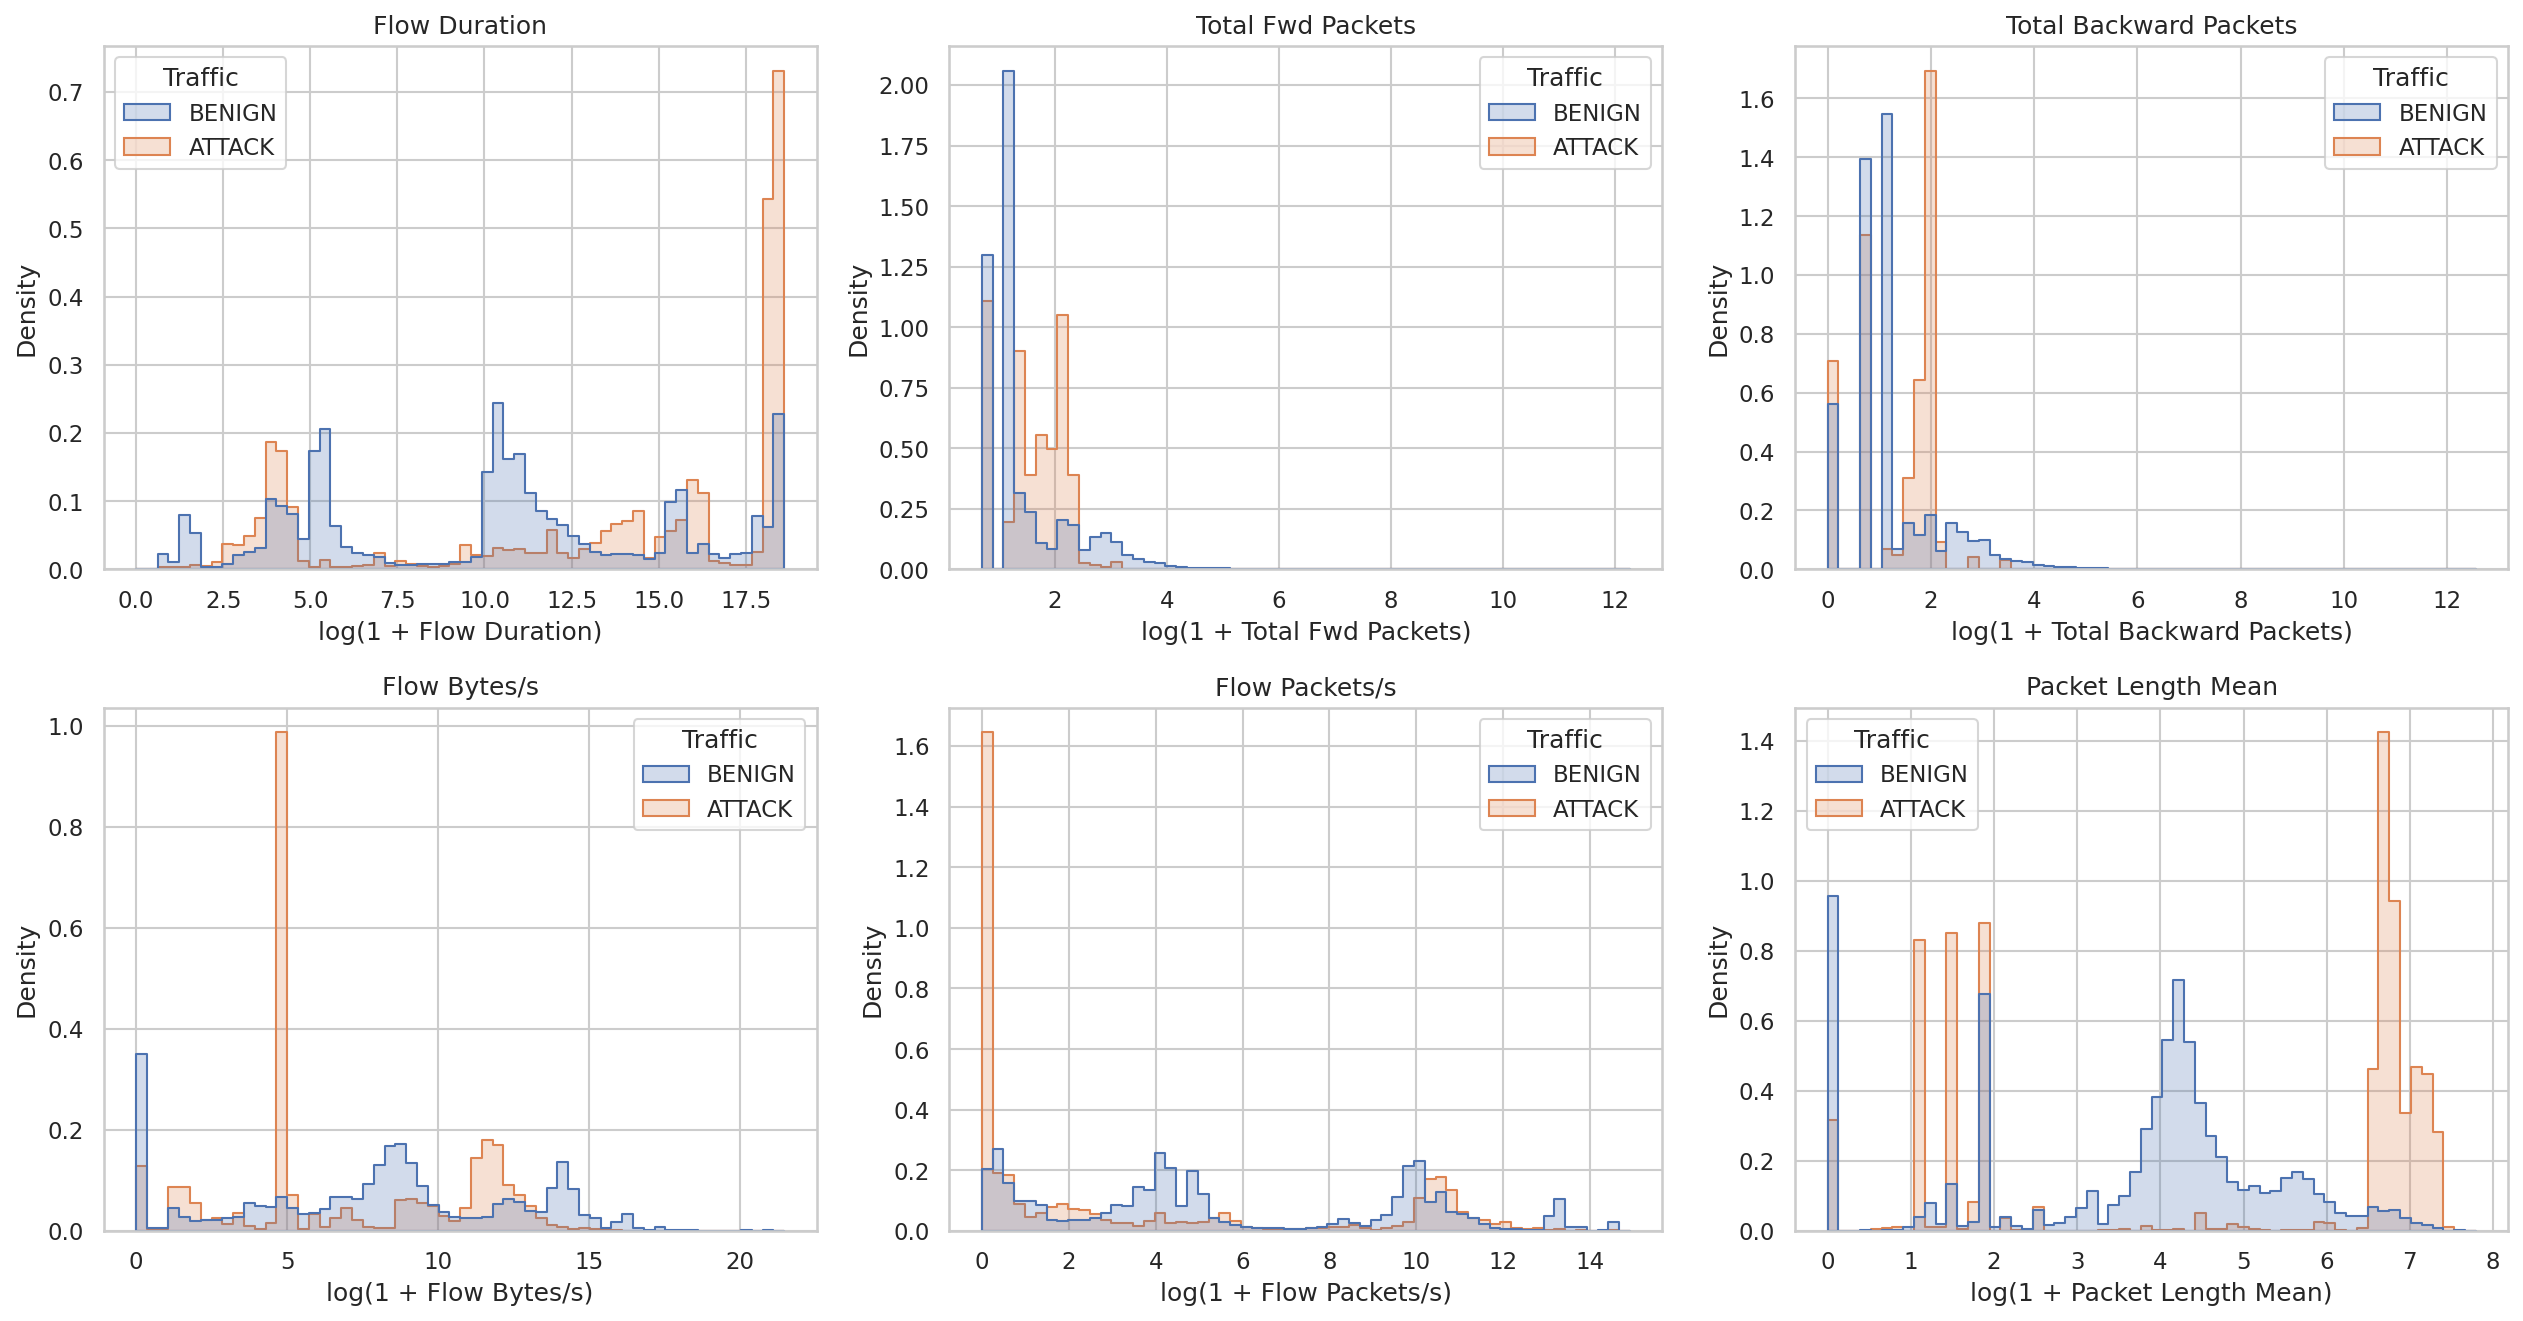 Flow Duration
Total Fwd Packets
Total Backward Packets
Traffic
BENIGN
ATTACK
Traffic
BENIGN
ATTACK
Traffic
BENIGN
ATTACK
Density
0.7
0.6
0.5
0.4
0.3
0.2
0.1
0.0
0.0 2.5 5.0 7.5 10.0 12.5 15.0 17.5
log(1 + Flow Duration)
Density
2.00
1.75
1.50
1.25
1.00
0.75
0.50
0.25
0.00
2 4 6 8 10 12
log(1 + Total Fwd Packets)
Density
1.6
1.4
1.2
1.0
0.8
0.6
0.4
0.2
0.0
0 2 4 6 8 10 12
log(1 + Total Backward Packets)
Flow Bytes/s
Flow Packets/s
Packet Length Mean
Traffic
BENIGN
ATTACK
Traffic
BENIGN
ATTACK
Traffic
BENIGN
ATTACK
Density
1.0
0.8
0.6
0.4
0.2
0.0
0 5 10 15 20
log(1 + Flow Bytes/s)
Density
1.6
1.4
1.2
1.0
0.8
0.6
0.4
0.2
0.0
0 2 4 6 8 10 12 14
log(1 + Flow Packets/s)
Density
1.4
1.2
1.0
0.8
0.6
0.4
0.2
0.0
0 1 2 3 4 5 6 7 8
log(1 + Packet Length Mean)